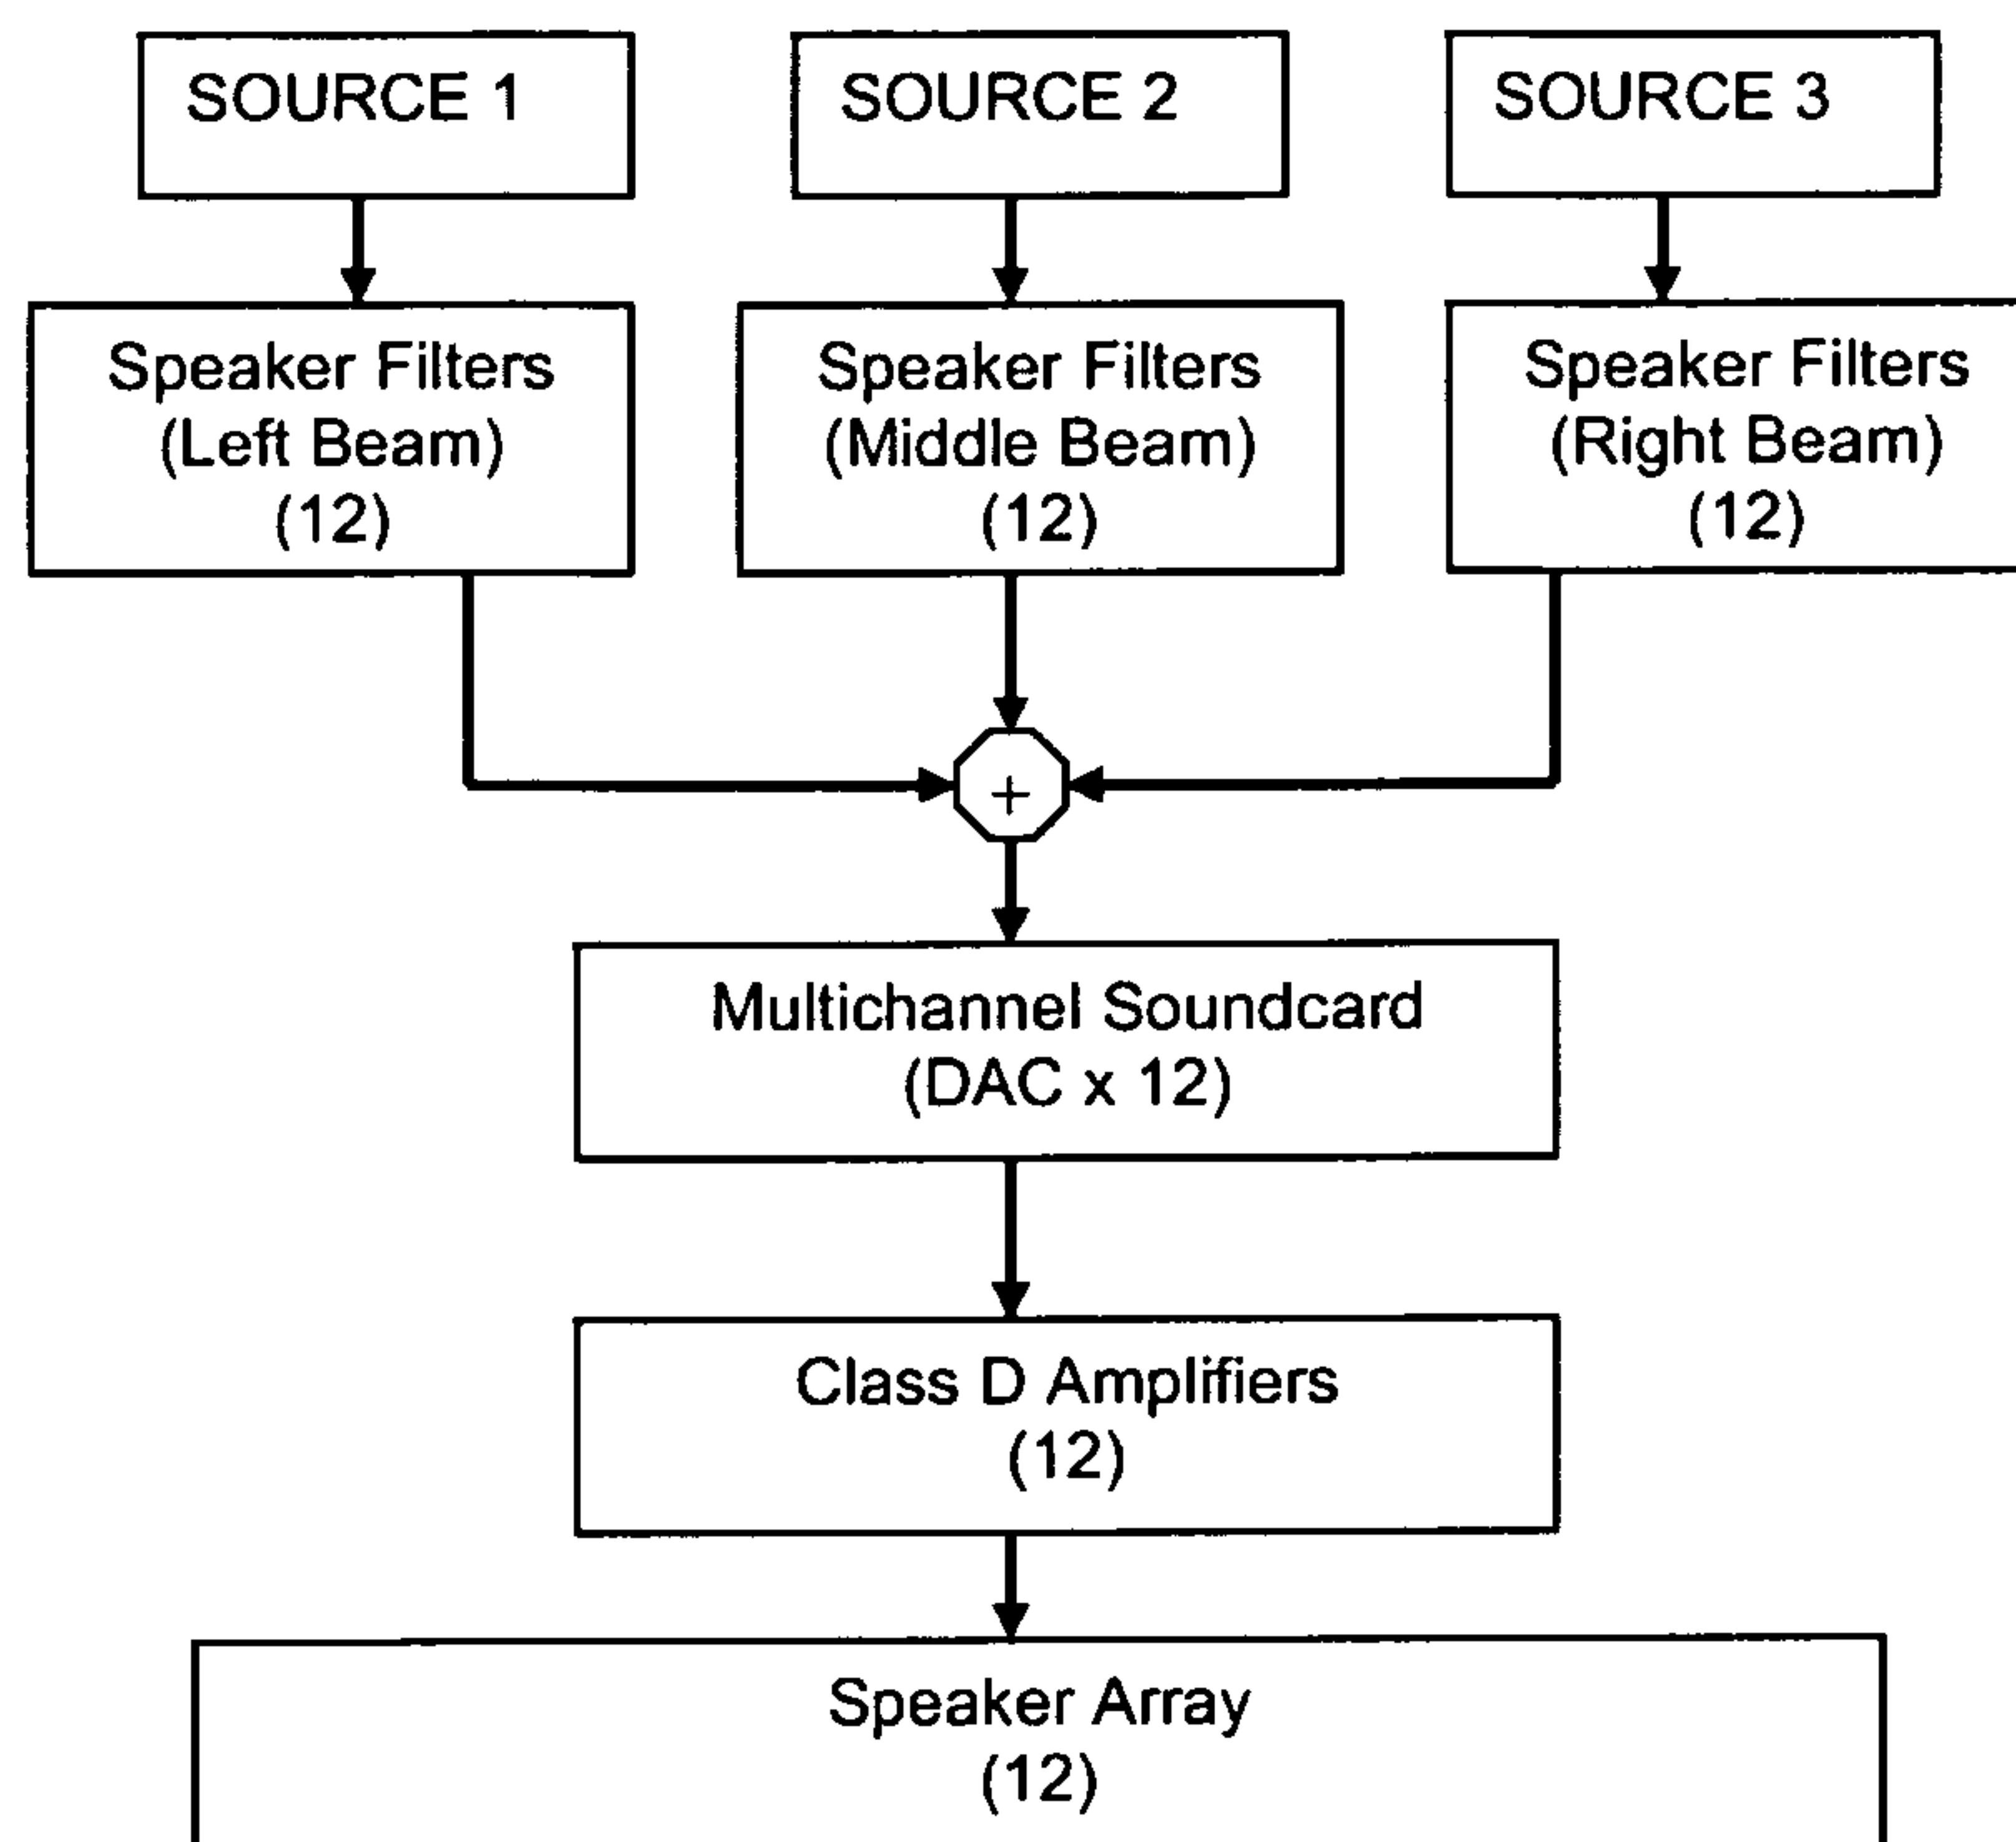 SOURCE 1
SOURCE 2
SOURCE 3
Speaker Filters
(Left Beam)
(12)
Speaker Filters
(Middle Beam)
(12)
Speaker Filters
(Right Beam)
(12)
+
Multichannel Soundcard
(DAC x 12)
Class D Amplifiers
(12)
Speaker Array
(12)